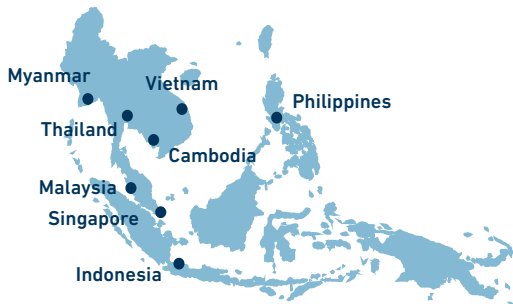 Myanmar
Vietnam
Philippines
Thailand
Cambodia
Malaysia
Singapore
Indonesia